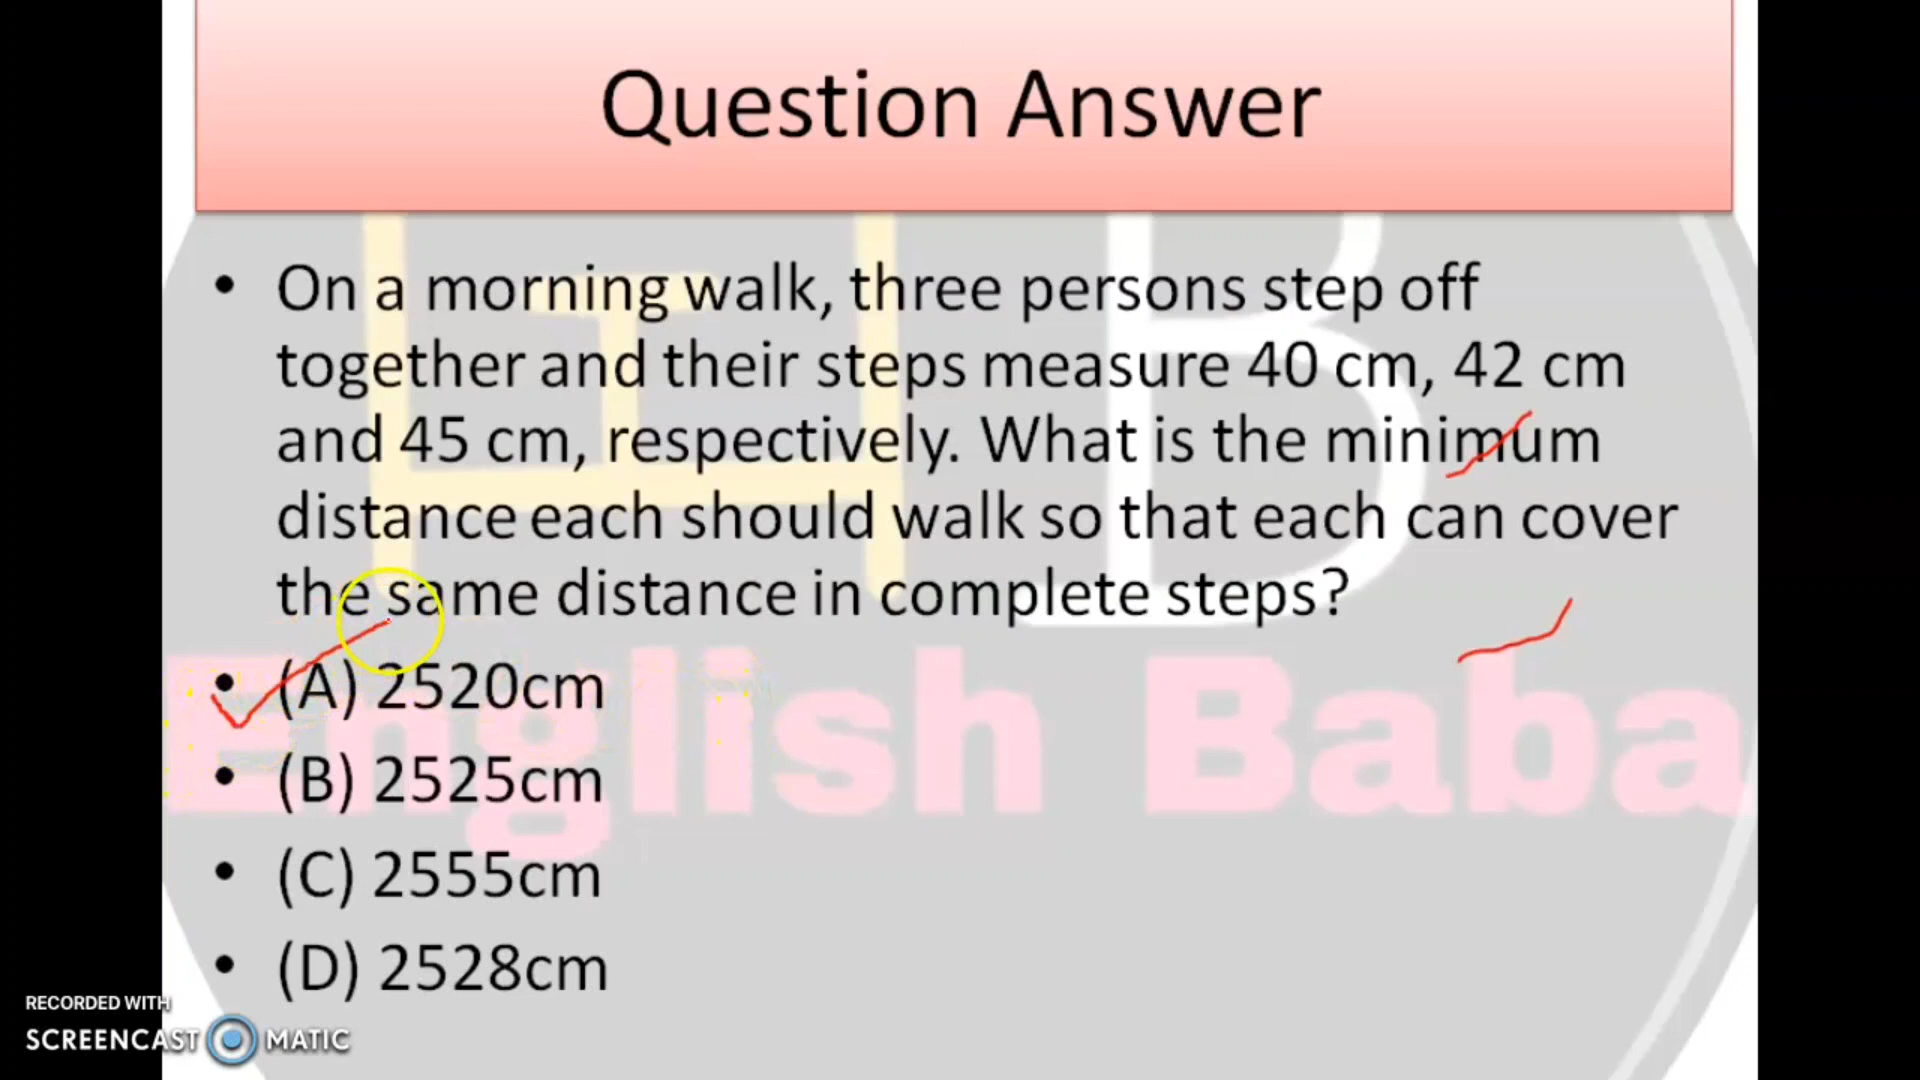 Question Answer
• On a morning walk, three persons step off
together and their steps measure 40 cm, 42 cm
and 45 cm, respectively. What is the minimum
distance each should walk so that each can cover
the same distance in complete steps?
• (A) 2520cm
• (B) 2525cm
• (C) 2555cm
• (D) 2528cm
English Baba
RECORDED WITH
SCREENCAST MATIC